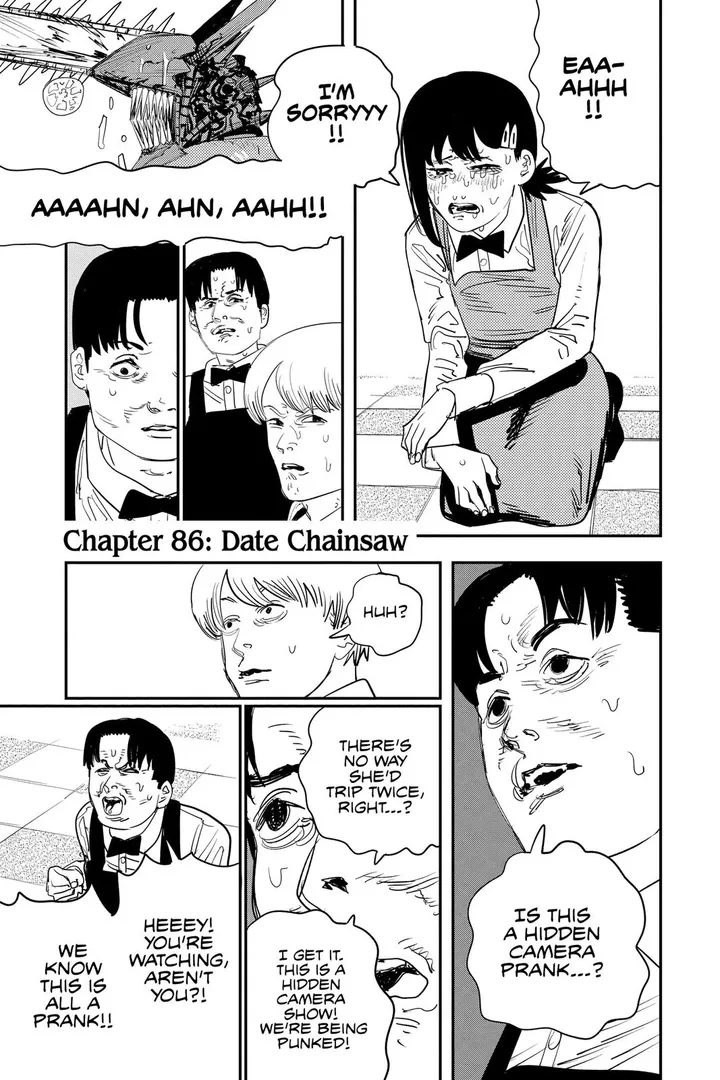 EAA-
AHHH
!!
I'M
SORRYYY
!!
AAAAHN, AHN, AAHH!!
Chapter 86: Date Chainsaw
IS THIS
A HIDDEN
CAMERA
PRANK...?
HUH?
THERE'S
NO WAY
SHE'D
TRIP TWICE,
RIGHT...?
I GET IT.
THIS IS A
HIDDEN
CAMERA
SHOW!
WE'RE BEING
PUNKED!
HEEEY!
YOU'RE
WATCHING,
AREN'T
YOU?!
WE
KNOW
THIS IS
ALL A
PRANK!!